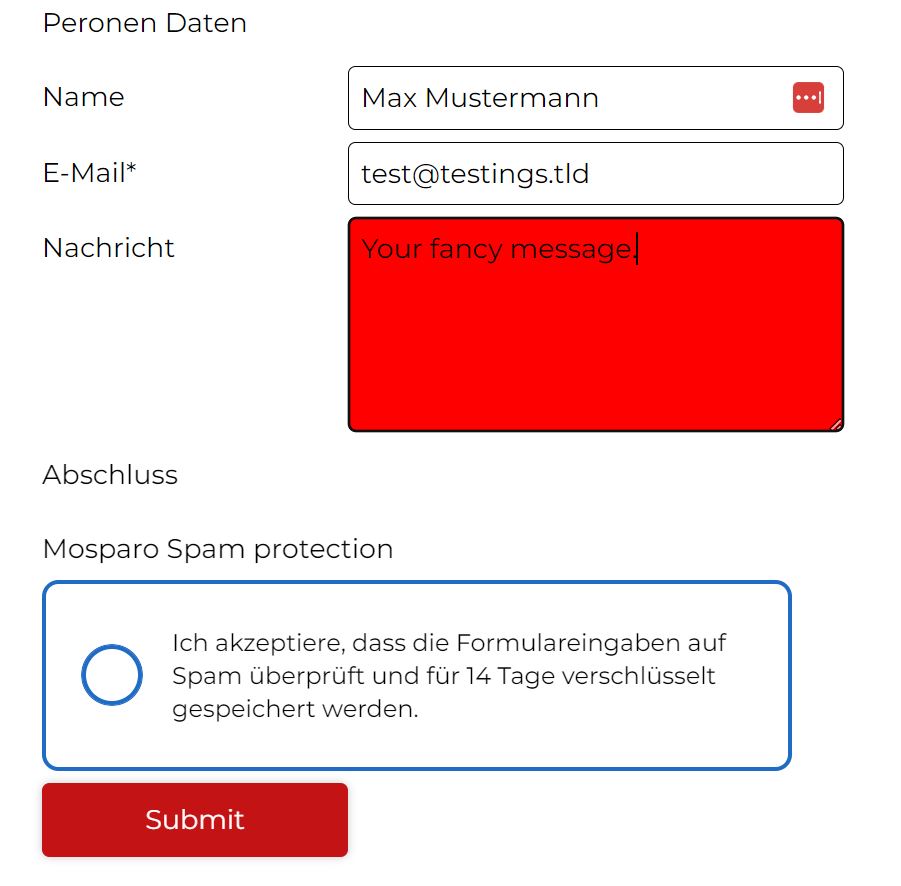 Peronen Daten
Name
Max Mustermann
E-Mail*
test@testings.tld
Nachricht
Your fancy message.
Abschluss
Mosparo Spam protection
Ich akzeptiere, dass die Formulareingaben auf
Spam überprüft und für 14 Tage verschlüsselt
gespeichert werden.
Submit